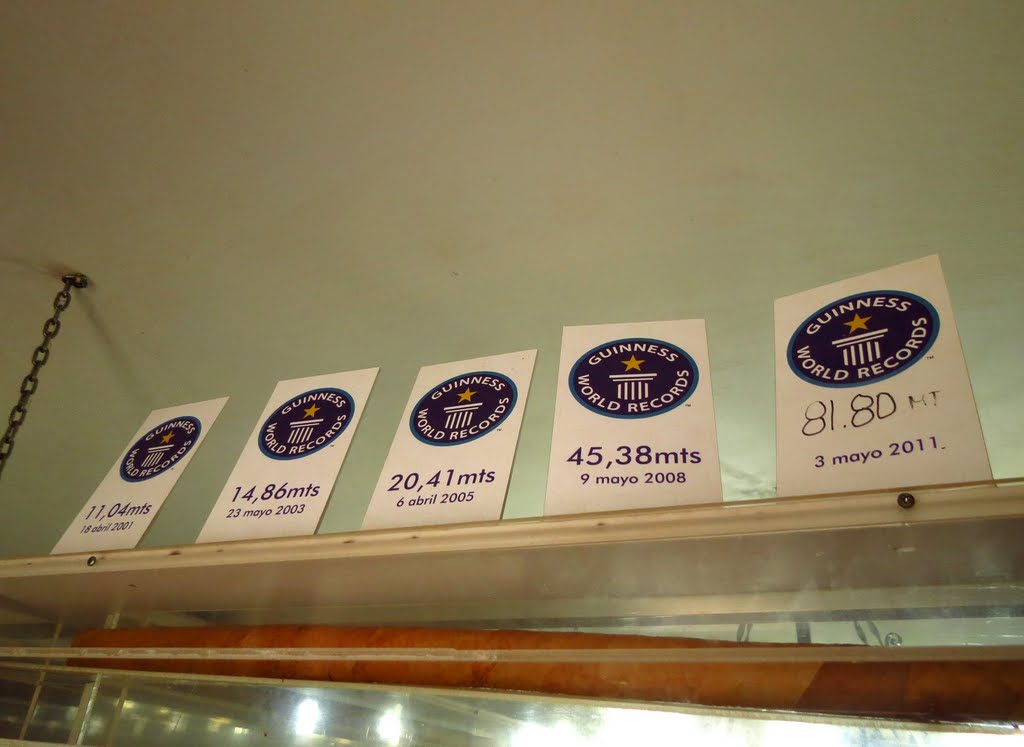 GUINNESS
WORLD RECORDS
11,04mts
18 abril 2001
GUINNESS
WORLD RECORDS
14,86mts
23 mayo 2003
GUINNESS
WORLD RECORDS
20,41mts
6 abril 2005
GUINNESS
WORLD RECORDS™
45,38mts
9 mayo 2008
GUINNESS
WORLD RECORDS™
81.80 MT
3 mayo 2011.